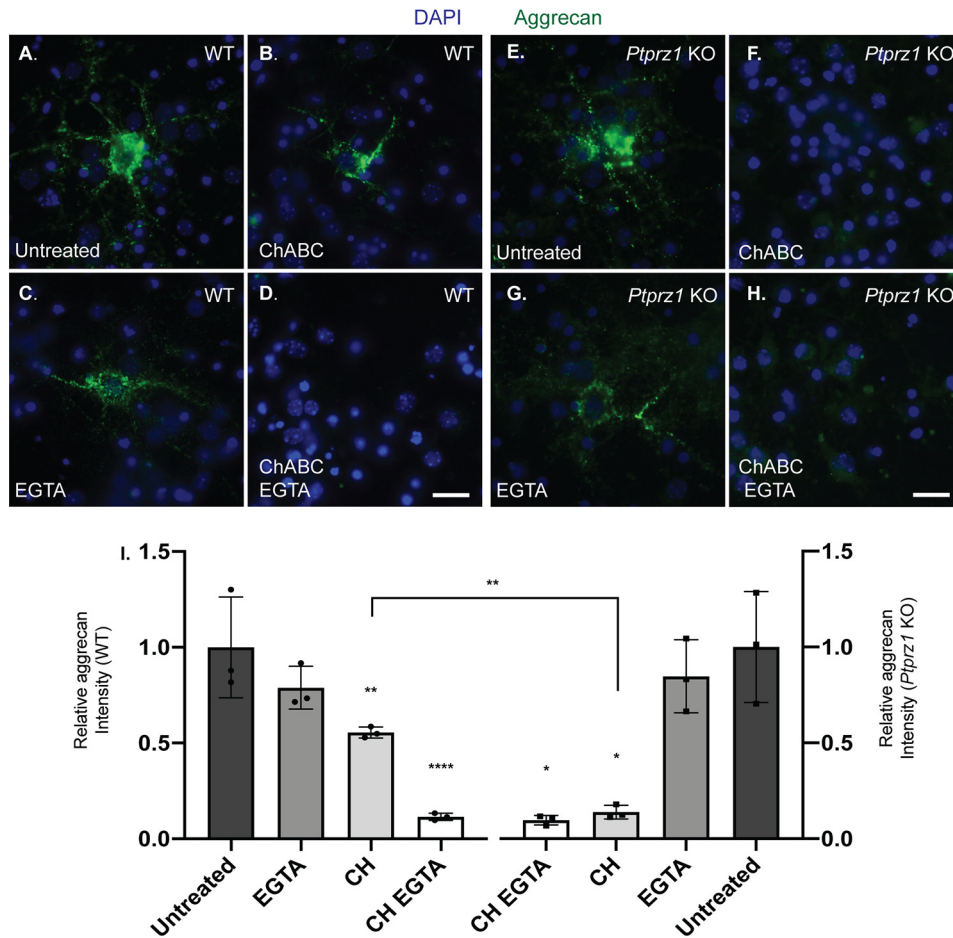 DAPI Aggrecan
A. WT
Untreated
B. WT
ChABC
E. Ptprz1 KO
Untreated
F. Ptprz1 KO
ChABC
C. WT
EGTA
D. WT
ChABC
EGTA
G. Ptprz1 KO
EGTA
H. Ptprz1 KO
ChABC
EGTA
I.
Relative aggrecan
Intensity (WT)
1.5
1.0
0.5
0.0
**
****
**
*
*
1.5
1.0
0.5
0.0
Relative aggrecan
Intensity (Ptprz1 KO)
Untreated
EGTA
CH
CH EGTA
CH EGTA
CH
EGTA
Untreated